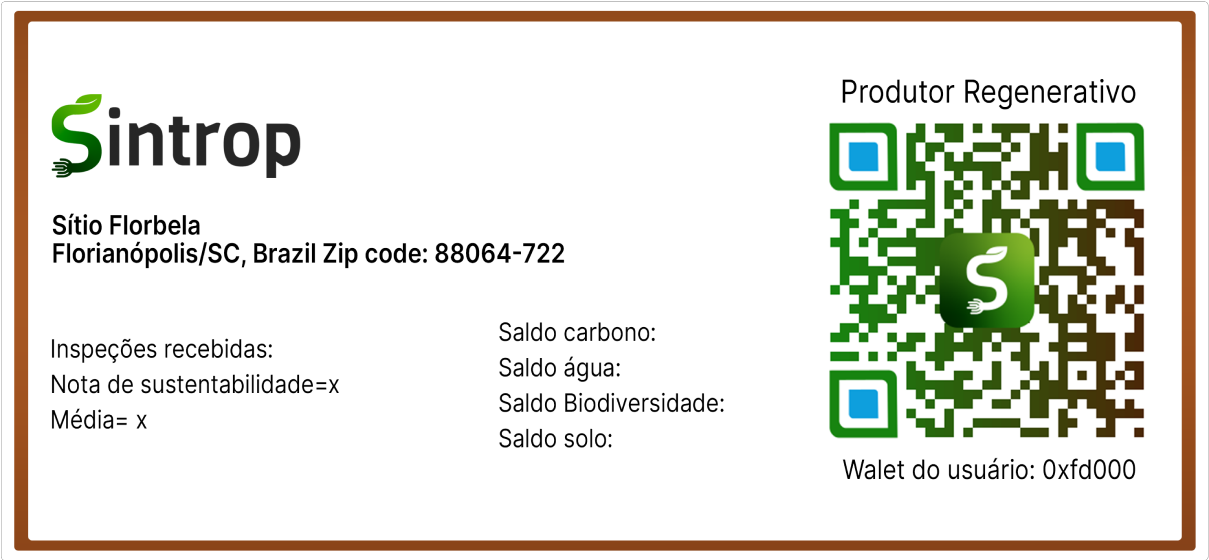 Sintrop
Sítio Florbela
Florianópolis/SC, Brazil Zip code: 88064-722
Inspeções recebidas:
Nota de sustentabilidade=x
Média= x
Saldo carbono:
Saldo água:
Saldo Biodiversidade:
Saldo solo:
Produtor Regenerativo
S
Walet do usuário: 0xfd000